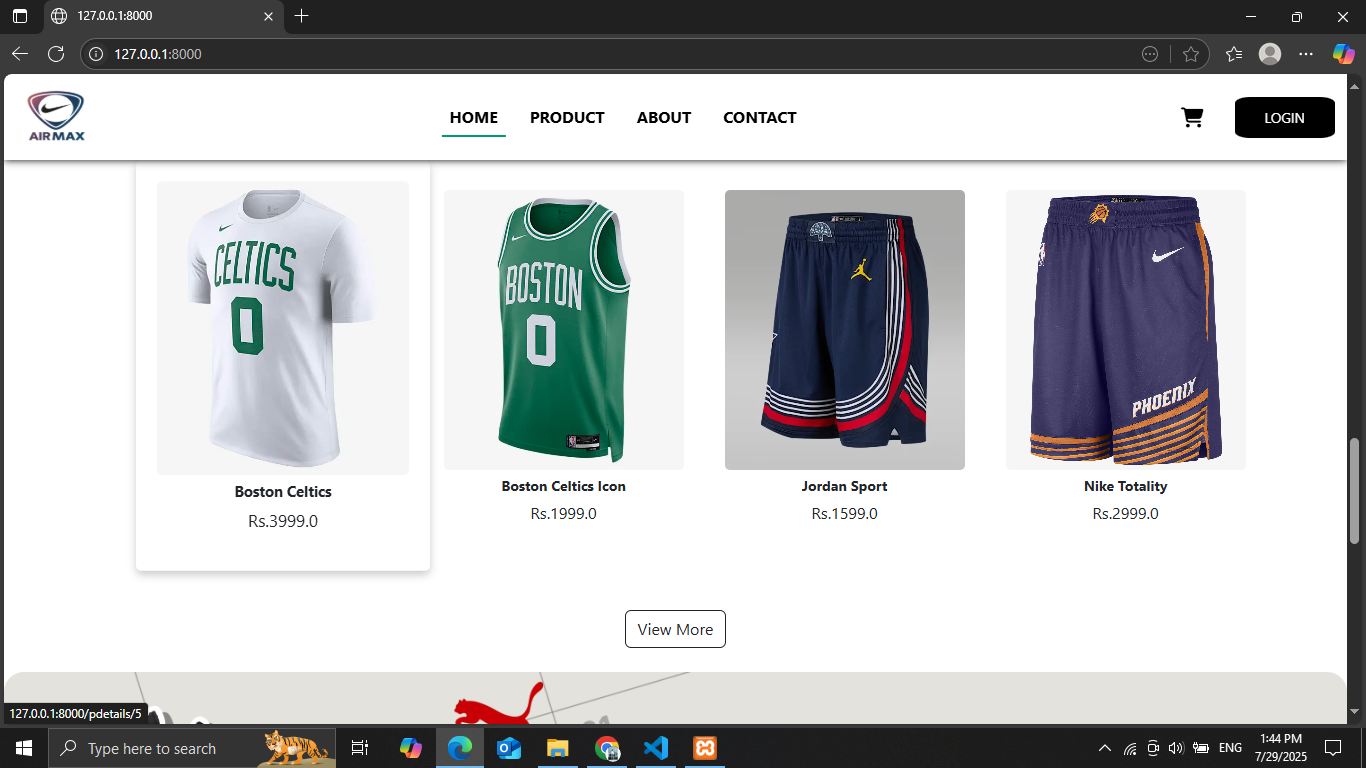 127.0.0.1:8000
127.0.0.1:8000
AIRMAX
HOME
PRODUCT
ABOUT
CONTACT
LOGIN
CELTICS
0
BOSTON
0
PHOENIX
Boston Celtics
Boston Celtics Icon
Jordan Sport
Nike Totality
Rs.3999.0
Rs.1999.0
Rs.1599.0
Rs.2999.0
View More
127.0.0.1:8000/pdetails/5
Type here to search
ENG
1:44 PM
7/29/2025